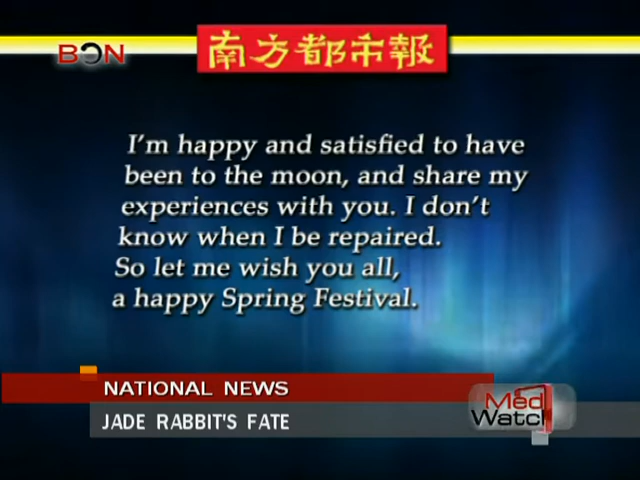 BON
南方都市報
I'm happy and satisfied to have
been to the moon, and share my
experiences with you. I don't
know when I be repaired.
So let me wish you all,
a happy Spring Festival.
NATIONAL NEWS
JADE RABBIT'S FATE
Med
Watch